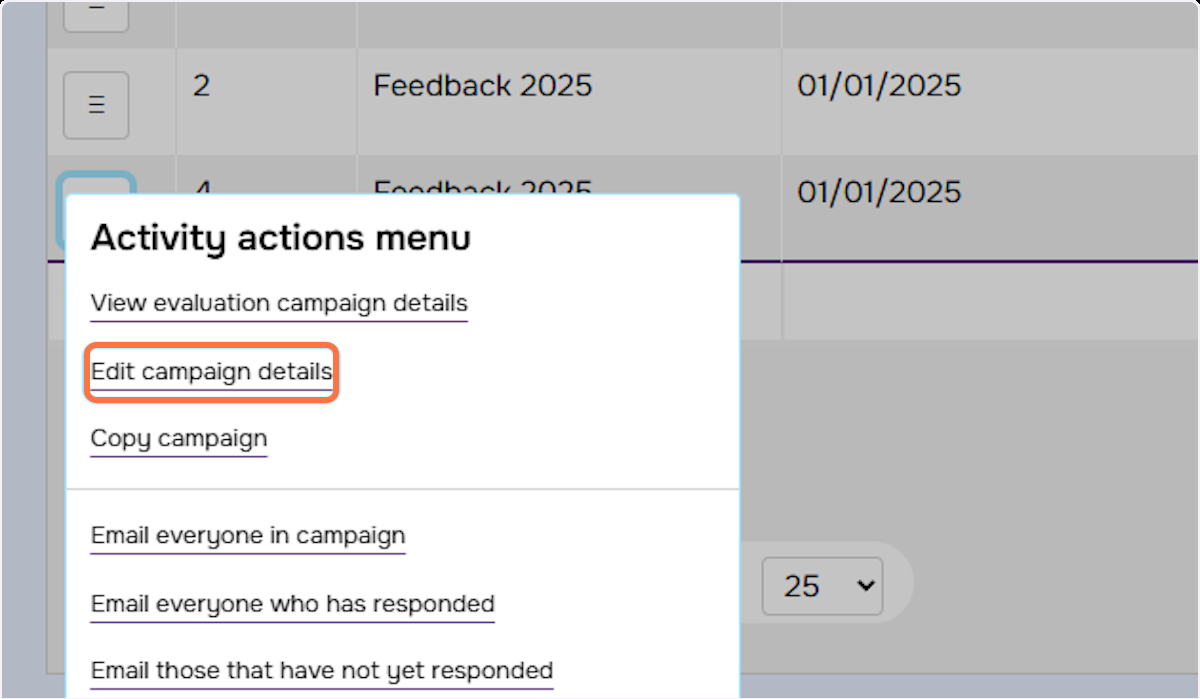 2 Feedback 2025 01/01/2025
4 Feedback 2025 01/01/2025
Activity actions menu
View evaluation campaign details
Edit campaign details
Copy campaign
Email everyone in campaign
25
Email everyone who has responded
Email those that have not yet responded